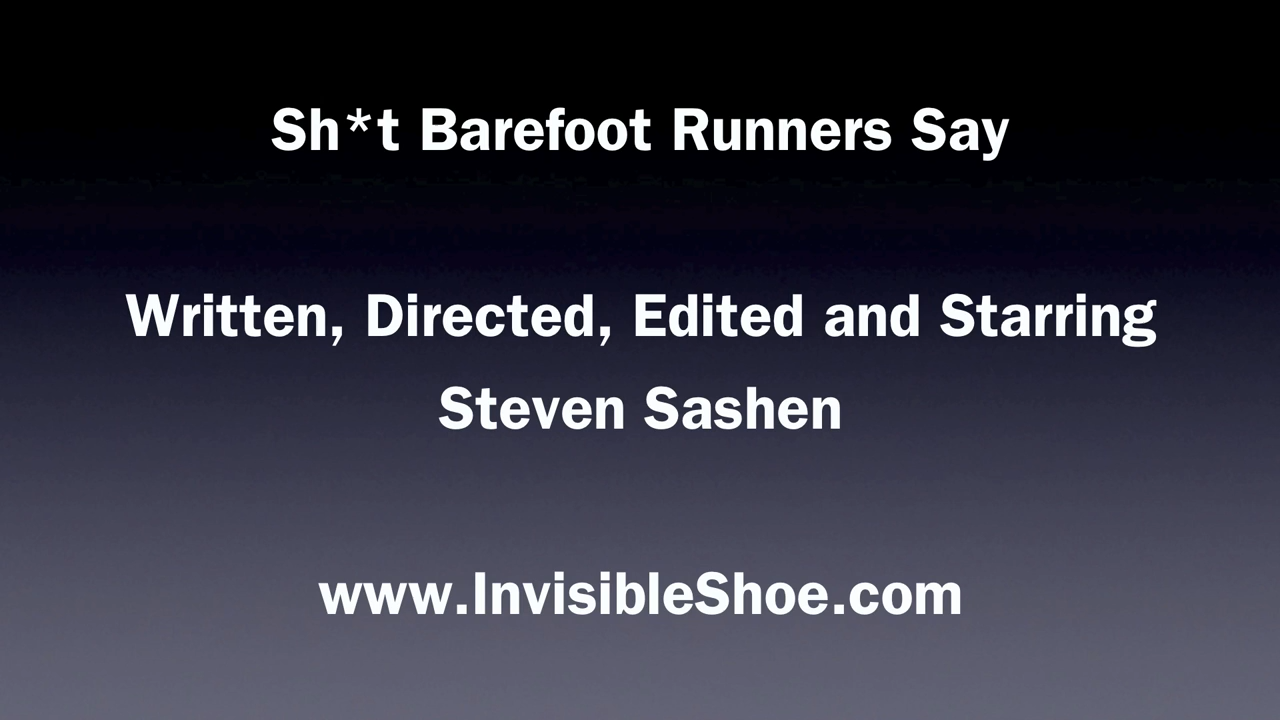 Sh*t Barefoot Runners Say
Written, Directed, Edited and Starring
Steven Sashen
www.InvisibleShoe.com